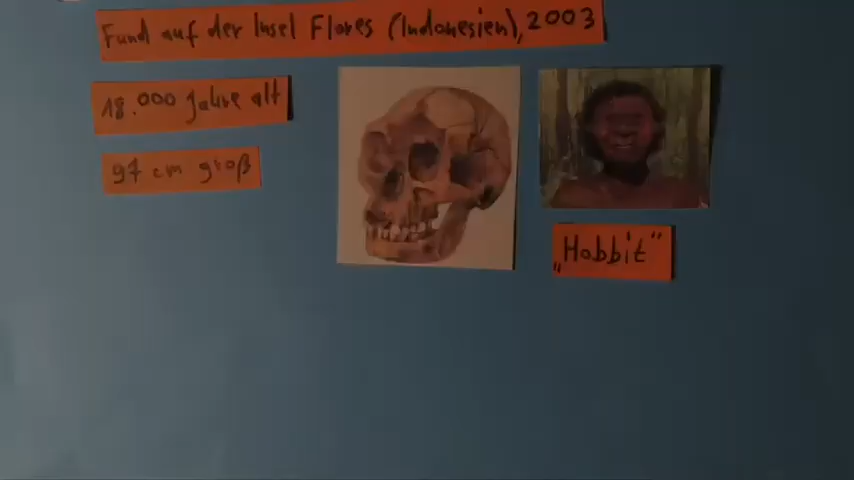 Fund auf der Insel Flores (Indonesien), 2003
18.000 Jahre alt
97 cm groß
„Hobbit“